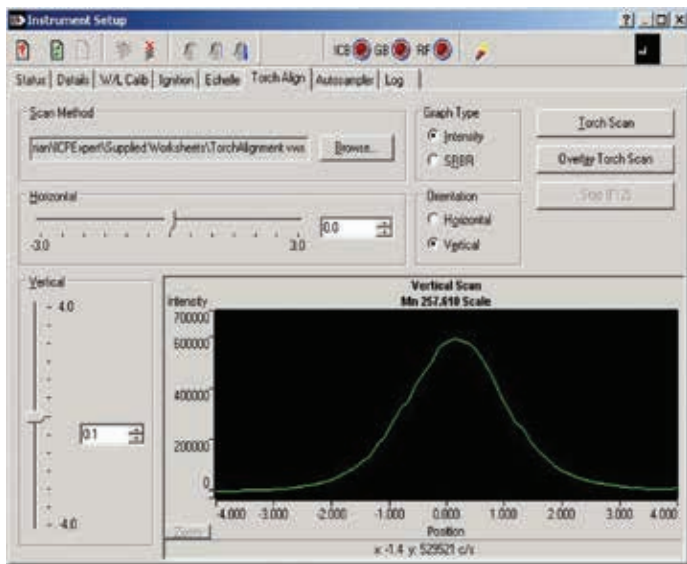 Instrument Setup
ICB GB RF
Status Details W/L Calib Ignition Echelle Torch Align Autosampler Log
Scan Method
rian\ICPExpert\Supplied Worksheets\TorchAlignment.vws Browse...
Graph Type
Intensity
SRBR
Torch Scan
Overlay Torch Scan
Stop (F12)
Horizontal
-3.0 3.0
0.0
Orientation
Horizontal
Vertical
Vertical
4.0
0.1
-4.0
Vertical Scan
Mn 257.610 Scale
Intensity
700000
600000
400000
200000
0
-4.000 -3.000 -2.000 -1.000 0.000 1.000 2.000 3.000 4.000
Position
Zoom
x: -1.4 y: 529521 c/s